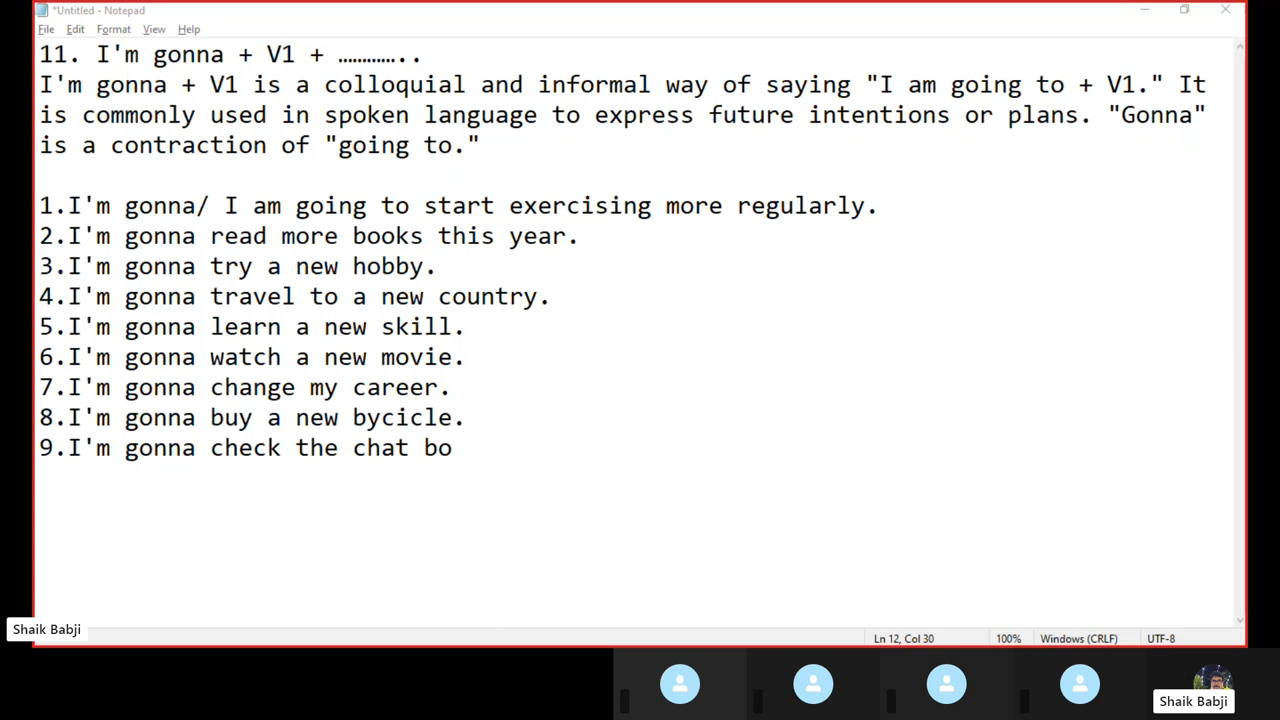 *Untitled - Notepad
File Edit Format View Help
11. I'm gonna + V1 + …………..
I'm gonna + V1 is a colloquial and informal way of saying "I am going to + V1." It
is commonly used in spoken language to express future intentions or plans. "Gonna"
is a contraction of "going to."
1.I'm gonna/ I am going to start exercising more regularly.
2.I'm gonna read more books this year.
3.I'm gonna try a new hobby.
4.I'm gonna travel to a new country.
5.I'm gonna learn a new skill.
6.I'm gonna watch a new movie.
7.I'm gonna change my career.
8.I'm gonna buy a new bycicle.
9.I'm gonna check the chat bo
Shaik Babji
Ln 12, Col 30 100% Windows (CRLF) UTF-8
Shaik Babji